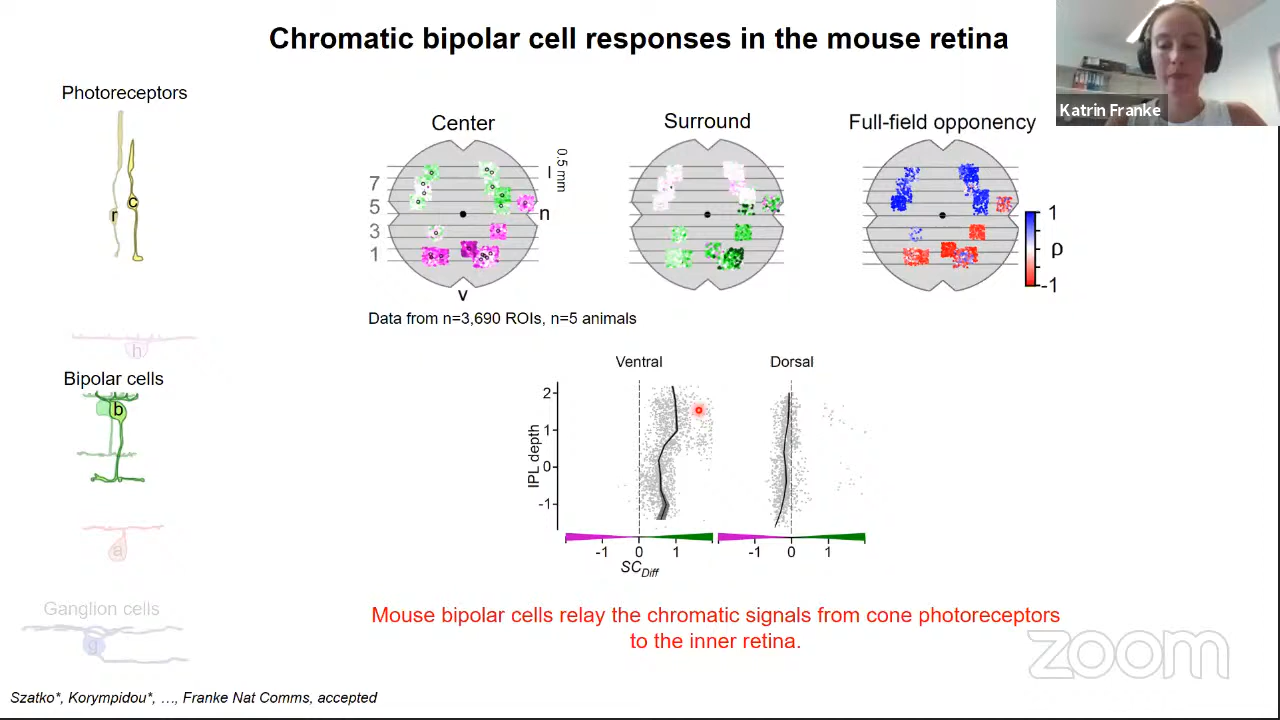 Chromatic bipolar cell responses in the mouse retina
Katrin Franke
Photoreceptors
r
c
h
Bipolar cells
b
a
Ganglion cells
g
Center
Surround
Full-field opponency
0.5 mm
7
5
3
1
l
n
v
1
ρ
-1
Data from n=3,690 ROIs, n=5 animals
Ventral
Dorsal
IPL depth
2
1
0
-1
-1 0 1
-1 0 1
SC Diff
Mouse bipolar cells relay the chromatic signals from cone photoreceptors
to the inner retina.
zoom
Szatko*, Korympidou*, …, Franke Nat Comms, accepted